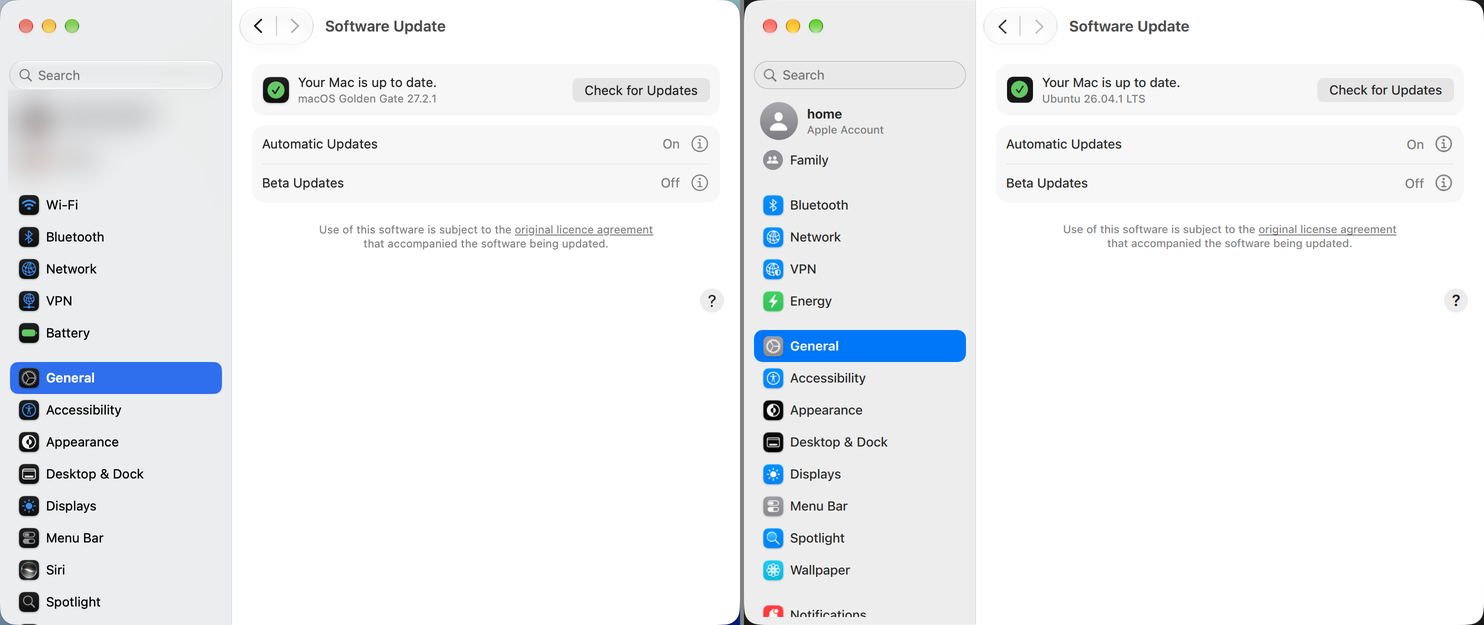 Software Update
Search
Your Mac is up to date.
macOS Golden Gate 27.2.1
Check for Updates
Automatic Updates
On
Beta Updates
Off
Use of this software is subject to the original licence agreement
that accompanied the software being updated.
?
Wi-Fi
Bluetooth
Network
VPN
Battery
General
Accessibility
Appearance
Desktop & Dock
Displays
Menu Bar
Siri
Spotlight
Software Update
Search
Your Mac is up to date.
Ubuntu 26.04.1 LTS
Check for Updates
home
Apple Account
Family
Automatic Updates
On
Beta Updates
Off
Use of this software is subject to the original license agreement
that accompanied the software being updated.
?
Bluetooth
Network
VPN
Energy
General
Accessibility
Appearance
Desktop & Dock
Displays
Menu Bar
Spotlight
Wallpaper
Notifications